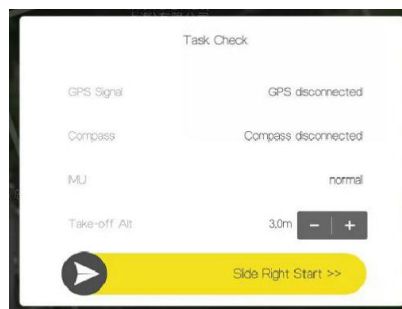 Task Check
GPS Signal GPS disconnected
Compass Compass disconnected
IMU normal
Take-off Alt 3.0m − | +
Slide Right Start >>